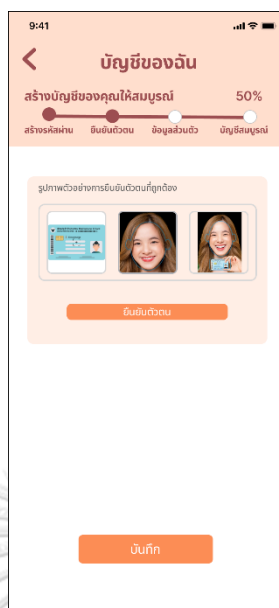 9:41
บัญชีของฉัน
สร้างบัญชีของคุณให้สมบูรณ์ 50%
สร้างรหัสผ่าน ยืนยันตัวตน ข้อมูลส่วนตัว บัญชีสมบูรณ์
รูปภาพตัวอย่างการยืนยันตัวตนที่ถูกต้อง
ยืนยันตัวตน
บันทึก